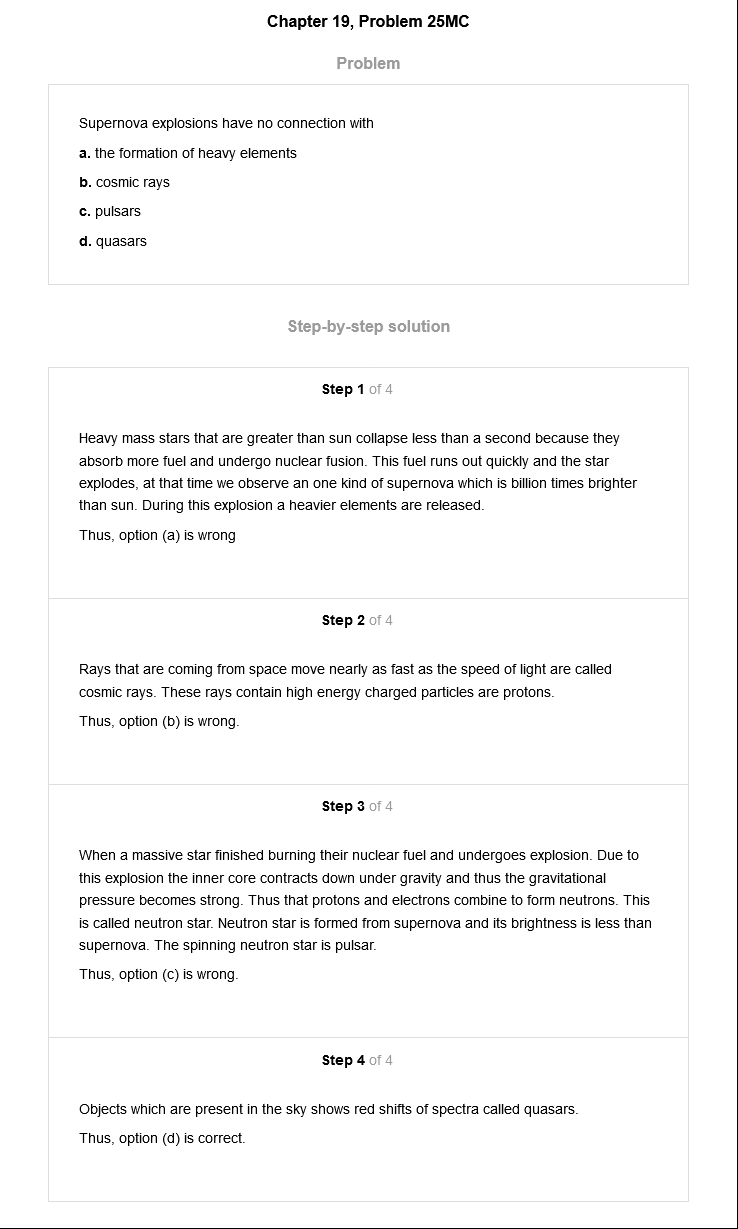 Chapter 19, Problem 25MC
Problem
Supernova explosions have no connection with
a. the formation of heavy elements
b. cosmic rays
c. pulsars
d. quasars
Step-by-step solution
Step 1 of 4
Heavy mass stars that are greater than sun collapse less than a second because they
absorb more fuel and undergo nuclear fusion. This fuel runs out quickly and the star
explodes, at that time we observe an one kind of supernova which is billion times brighter
than sun. During this explosion a heavier elements are released.
Thus, option (a) is wrong
Step 2 of 4
Rays that are coming from space move nearly as fast as the speed of light are called
cosmic rays. These rays contain high energy charged particles are protons.
Thus, option (b) is wrong.
Step 3 of 4
When a massive star finished burning their nuclear fuel and undergoes explosion. Due to
this explosion the inner core contracts down under gravity and thus the gravitational
pressure becomes strong. Thus that protons and electrons combine to form neutrons. This
is called neutron star. Neutron star is formed from supernova and its brightness is less than
supernova. The spinning neutron star is pulsar.
Thus, option (c) is wrong.
Step 4 of 4
Objects which are present in the sky shows red shifts of spectra called quasars.
Thus, option (d) is correct.